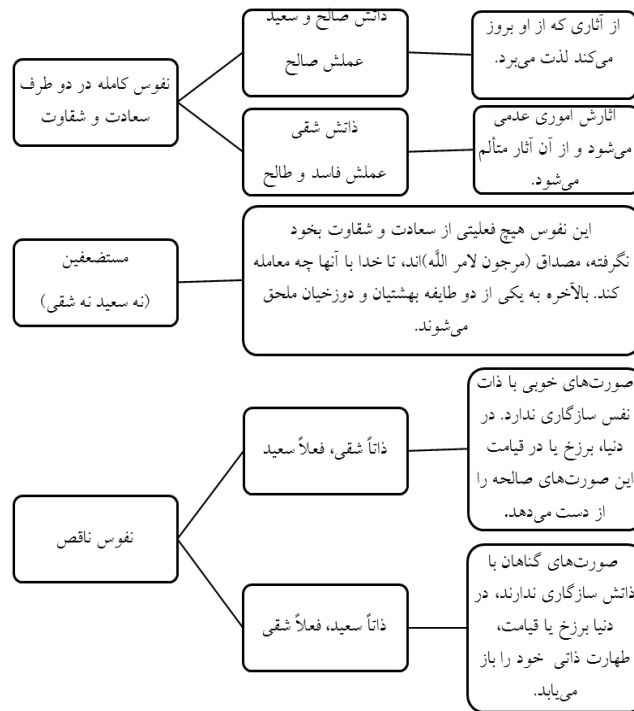 نفوس کامله در دو طرف
سعادت و شقاوت
ذاتش صالح و سعید
عملش صالح
از آثاری که از او بروز
می‌کند لذت می‌برد.
ذاتش شقی
عملش فاسد و طالح
آثارش اموری عدمی
می‌شود و از آن آثار متألم
می‌شود.
مستضعفین
(نه سعید نه شقی)
این نفوس هیچ فعلیتی از سعادت و شقاوت بخود
نگرفته، مصداق (مرجون لامر اللَّه)اند، تا خدا با آنها چه معامله
کند. بالآخره به یکی از دو طایفه بهشتیان و دوزخیان ملحق
می‌شوند.
نفوس ناقص
ذاتاً شقی، فعلاً سعید
صورت‌های خوبی با ذات
نفس سازگاری ندارد. در
دنیا، برزخ یا در قیامت
این صورت‌های صالحه را
از دست می‌دهد.
ذاتاً سعید، فعلاً شقی
صورت‌های گناهان با
ذاتش سازگاری ندارند، در
دنیا برزخ یا قیامت،
طهارت ذاتی خود را باز
می‌یابد.